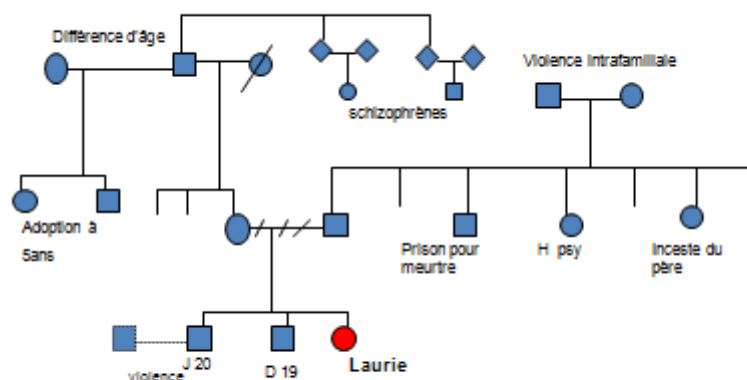 Différence d'âge
Violence intrafamiliale
schizophrènes
Adoption à
5ans
Prison pour
meurtre
H psy
Inceste du
père
violence
J 20
D 19
Laurie